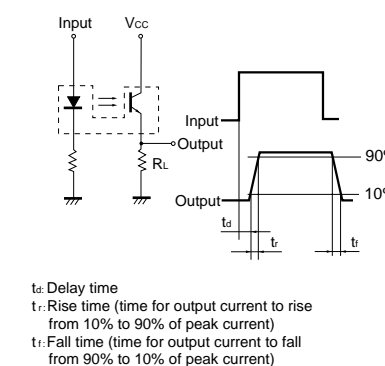 Input
Vcc
Output
RL
Input
Output
90%
10%
td
tr
tf
td: Delay time
tr: Rise time (time for output current to rise
from 10% to 90% of peak current)
tf: Fall time (time for output current to fall
from 90% to 10% of peak current)